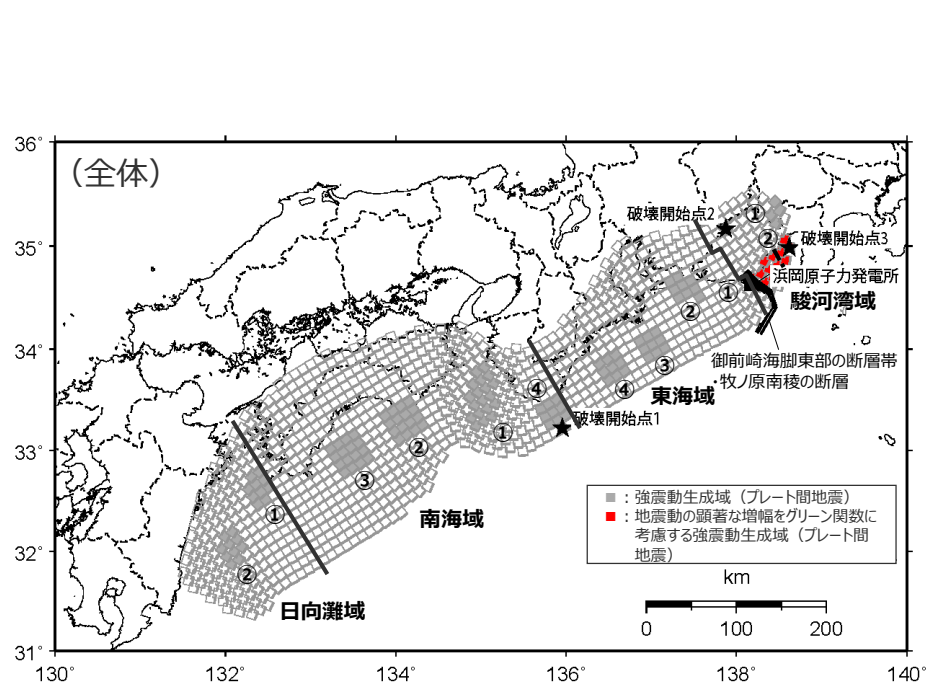 （全体）
36°
35°
34°
33°
32°
31°
130°
132°
134°
136°
138°
140°
破壊開始点2
①
②
破壊開始点3
浜岡原子力発電所
駿河湾域
①
②
御前崎海脚東部の断層帯
・牧ノ原南稜の断層
③
④
東海域
④
破壊開始点1
①
②
③
南海域
①
②
日向灘域
：強震動生成域（プレート間地震）
：地震動の顕著な増幅をグリーン関数に
考慮する強震動生成域（プレート間
地震）
km
0
100
200